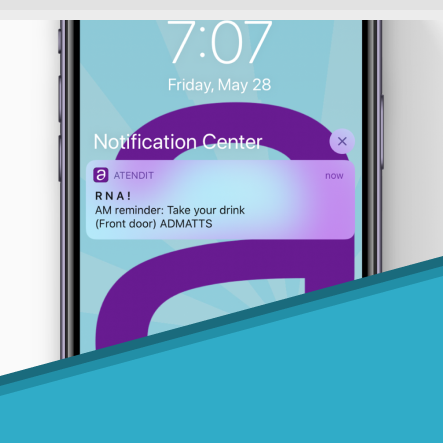 7:07
Friday, May 28
Notification Center
a ATENDIT now
R N A !
AM reminder: Take your drink
(Front door) ADMATTS